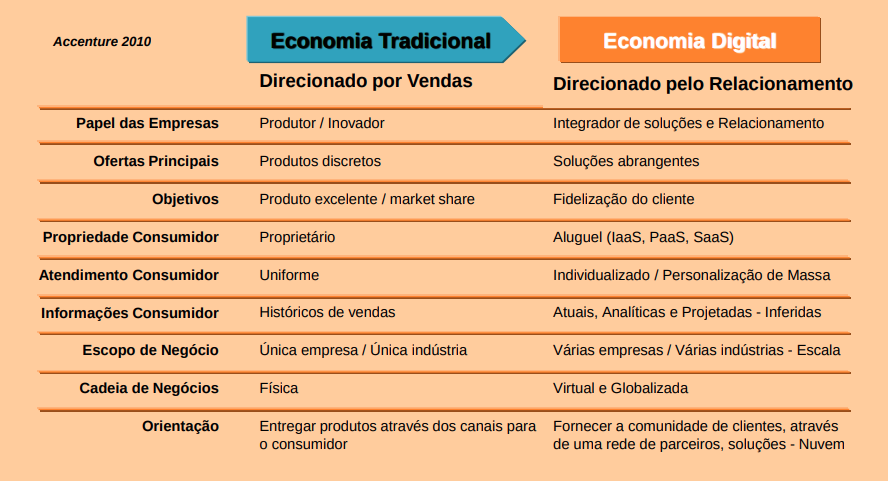 Accenture 2010
Economia Tradicional
Economia Digital
Direcionado por Vendas
Direcionado pelo Relacionamento
Papel das Empresas
Produtor / Inovador
Integrador de soluções e Relacionamento
Ofertas Principais
Produtos discretos
Soluções abrangentes
Objetivos
Produto excelente / market share
Fidelização do cliente
Propriedade Consumidor
Proprietário
Aluguel (IaaS, PaaS, SaaS)
Atendimento Consumidor
Uniforme
Individualizado / Personalização de Massa
Informações Consumidor
Históricos de vendas
Atuais, Analíticas e Projetadas - Inferidas
Escopo de Negócio
Única empresa / Única indústria
Várias empresas / Várias indústrias - Escala
Cadeia de Negócios
Física
Virtual e Globalizada
Orientação
Entregar produtos através dos canais para
o consumidor
Fornecer a comunidade de clientes, através
de uma rede de parceiros, soluções - Nuvem